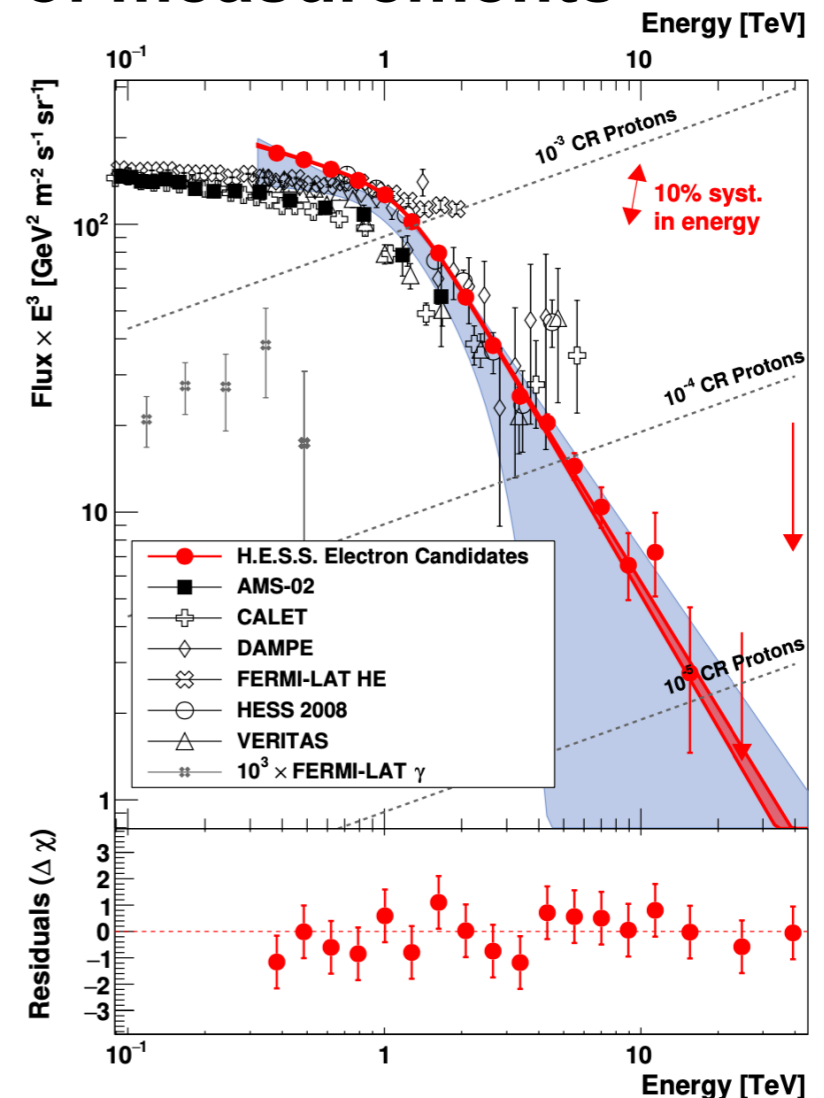 Energy [TeV]
10⁻¹ 1 10
Flux × E³ [GeV² m⁻² s⁻¹ sr⁻¹]
10²
10
1
10⁻³ CR Protons
10% syst.
in energy
10⁻⁴ CR Protons
10⁻⁵ CR Protons
H.E.S.S. Electron Candidates
AMS-02
CALET
DAMPE
FERMI-LAT HE
HESS 2008
VERITAS
10³ × FERMI-LAT γ
Residuals (Δ χ)
3
2
1
0
−1
−2
−3
10⁻¹ 1 10
Energy [TeV]